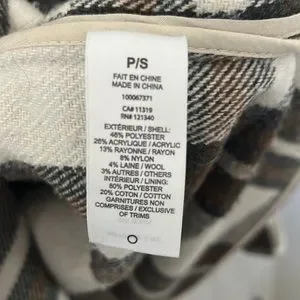 P/S
FAIT EN CHINE
MADE IN CHINA
100067371
CA# 11319
RN# 121340
EXTÉRIEUR / SHELL:
46% POLYESTER
26% ACRYLIQUE / ACRYLIC
13% RAYONNE / RAYON
8% NYLON
4% LAINE / WOOL
3% AUTRES / OTHERS
INTÉRIEUR / LINING:
80% POLYESTER
20% COTON / COTTON
GARNITURES NON
COMPRISES / EXCLUSIVE
OF TRIMS